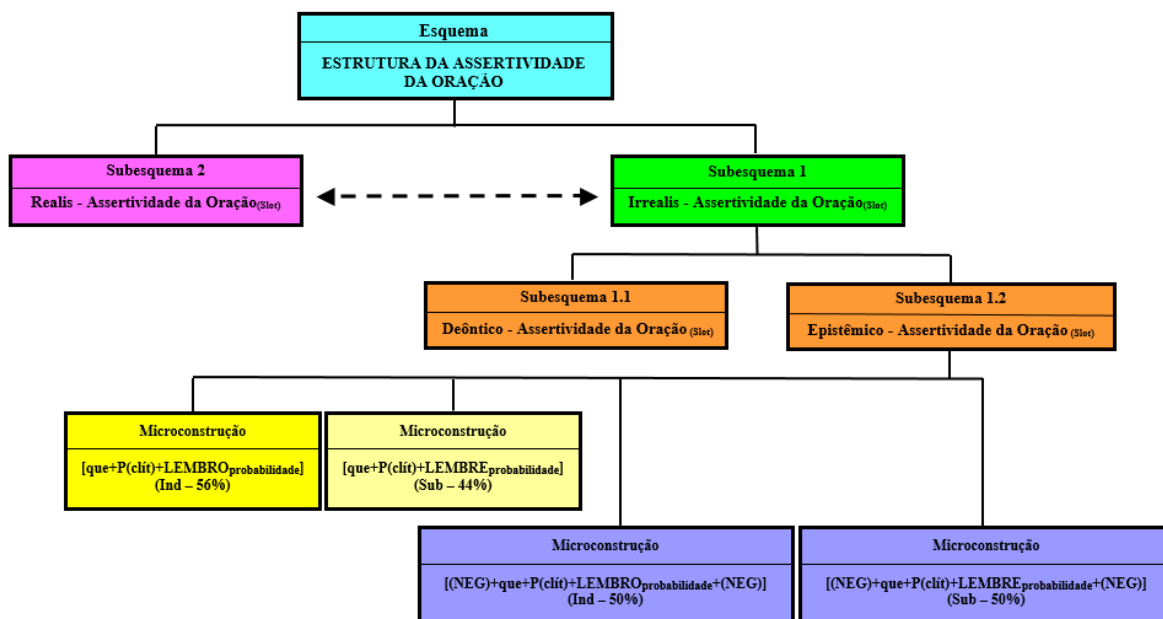 Esquema
ESTRUTURA DA ASSERTIVIDADE
DA ORAÇÃO
Subesquema 2
Realis - Assertividade da Oração(Slot)
Subesquema 1
Irrealis - Assertividade da Oração(Slot)
Subesquema 1.1
Deôntico - Assertividade da Oração (Slot)
Subesquema 1.2
Epistêmico - Assertividade da Oração (Slot)
Microconstrução
[que+P(clít)+LEMBROprobabilidade]
(Ind – 56%)
Microconstrução
[que+P(clít)+LEMBREprobabilidade]
(Sub – 44%)
Microconstrução
[(NEG)+que+P(clít)+LEMBROprobabilidade+(NEG)]
(Ind – 50%)
Microconstrução
[(NEG)+que+P(clít)+LEMBREprobabilidade+(NEG)]
(Sub – 50%)